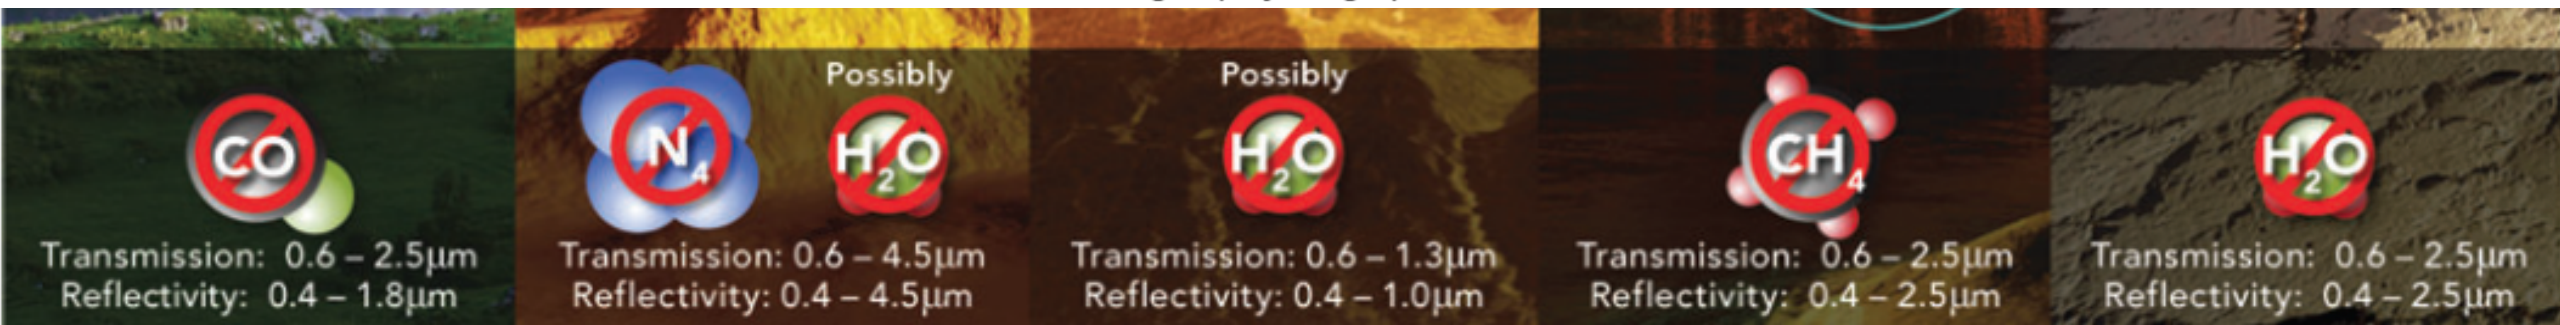 CO
Transmission: 0.6 – 2.5μm
Reflectivity: 0.4 – 1.8μm
N4
Possibly
H2O
Transmission: 0.6 – 4.5μm
Reflectivity: 0.4 – 4.5μm
Possibly
H2O
Transmission: 0.6 – 1.3μm
Reflectivity: 0.4 – 1.0μm
CH4
Transmission: 0.6 – 2.5μm
Reflectivity: 0.4 – 2.5μm
H2O
Transmission: 0.6 – 2.5μm
Reflectivity: 0.4 – 2.5μm